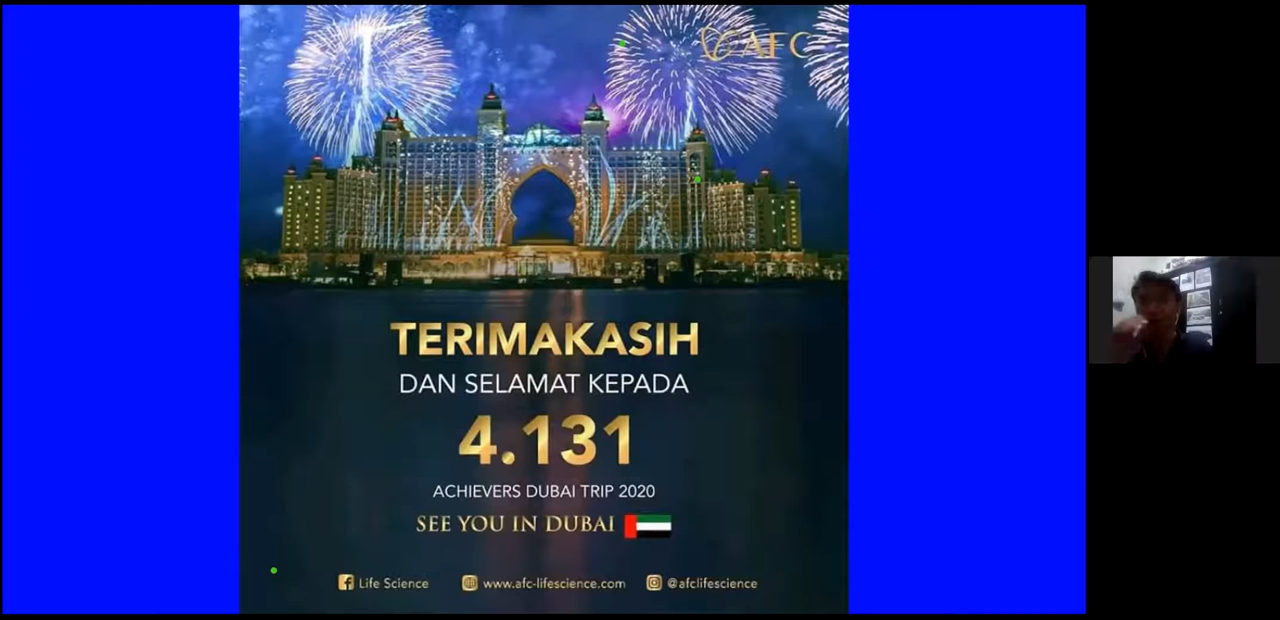 AFC
TERIMAKASIH
DAN SELAMAT KEPADA
4.131
ACHIEVERS DUBAI TRIP 2020
SEE YOU IN DUBAI
Life Science
www.afc-lifescience.com
@afclifescience